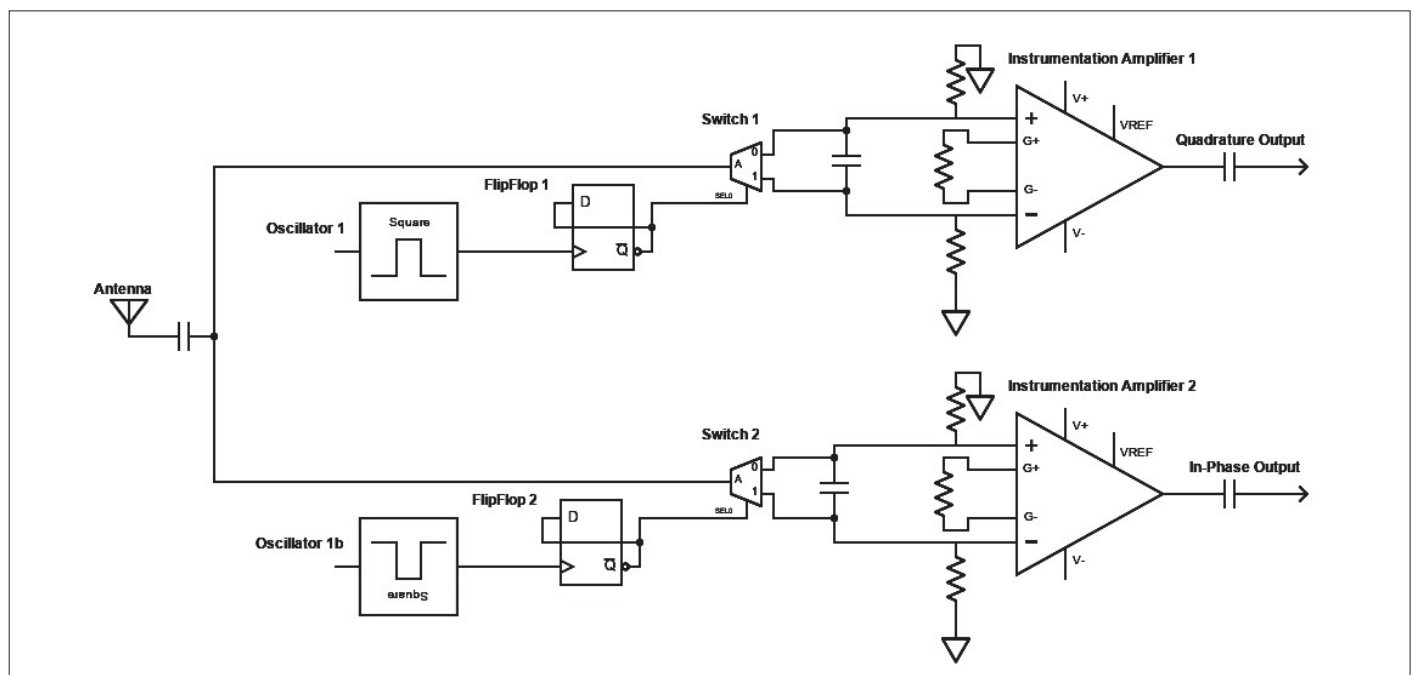 Instrumentation Amplifier 1
V+
VREF
Switch 1
+
Quadrature Output
0
A
1
G+
FlipFlop 1
D
SEL0
G-
Oscillator 1
Square
Q
-
V-
Antenna
Instrumentation Amplifier 2
V+
VREF
Switch 2
+
In-Phase Output
0
A
1
G+
FlipFlop 2
D
SEL0
G-
Oscillator 1b
Square
Q
-
V-